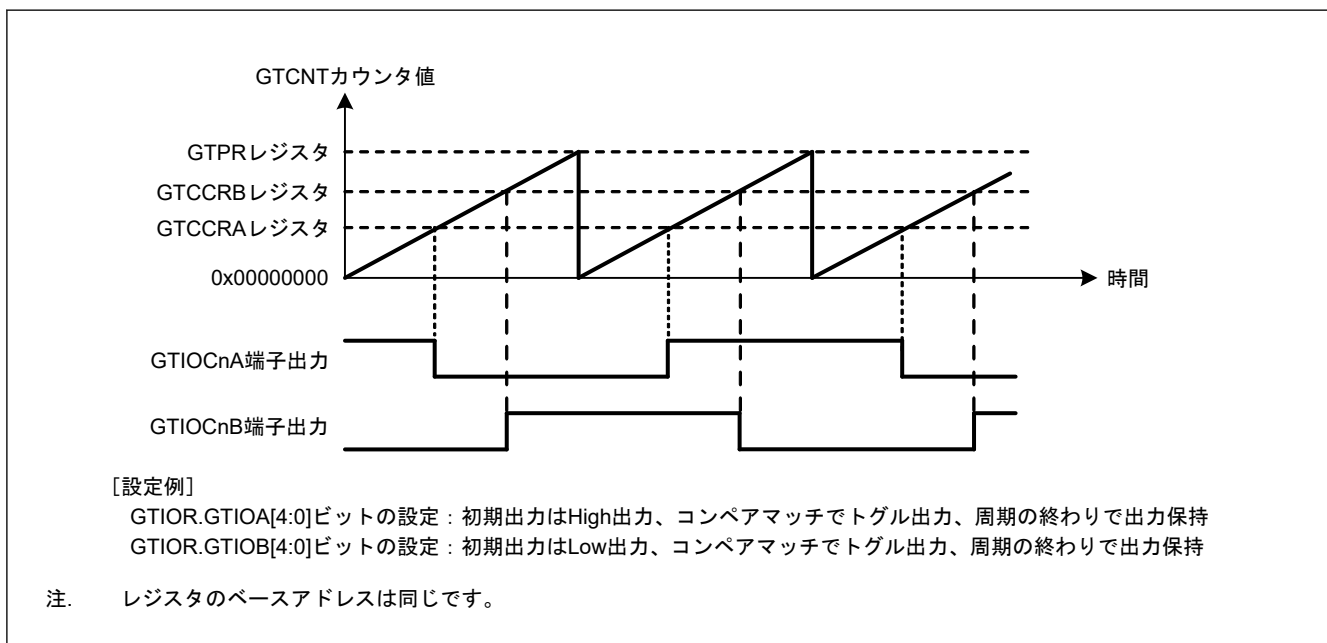 GTCNTカウンタ値
GTPRレジスタ
GTCCRBレジスタ
GTCCRAレジスタ
0x00000000
時間
GTIOCnA端子出力
GTIOCnB端子出力
［設定例］
GTIOR.GTIOA[4:0]ビットの設定：初期出力はHigh出力、コンペアマッチでトグル出力、周期の終わりで出力保持
GTIOR.GTIOB[4:0]ビットの設定：初期出力はLow出力、コンペアマッチでトグル出力、周期の終わりで出力保持
注. レジスタのベースアドレスは同じです。